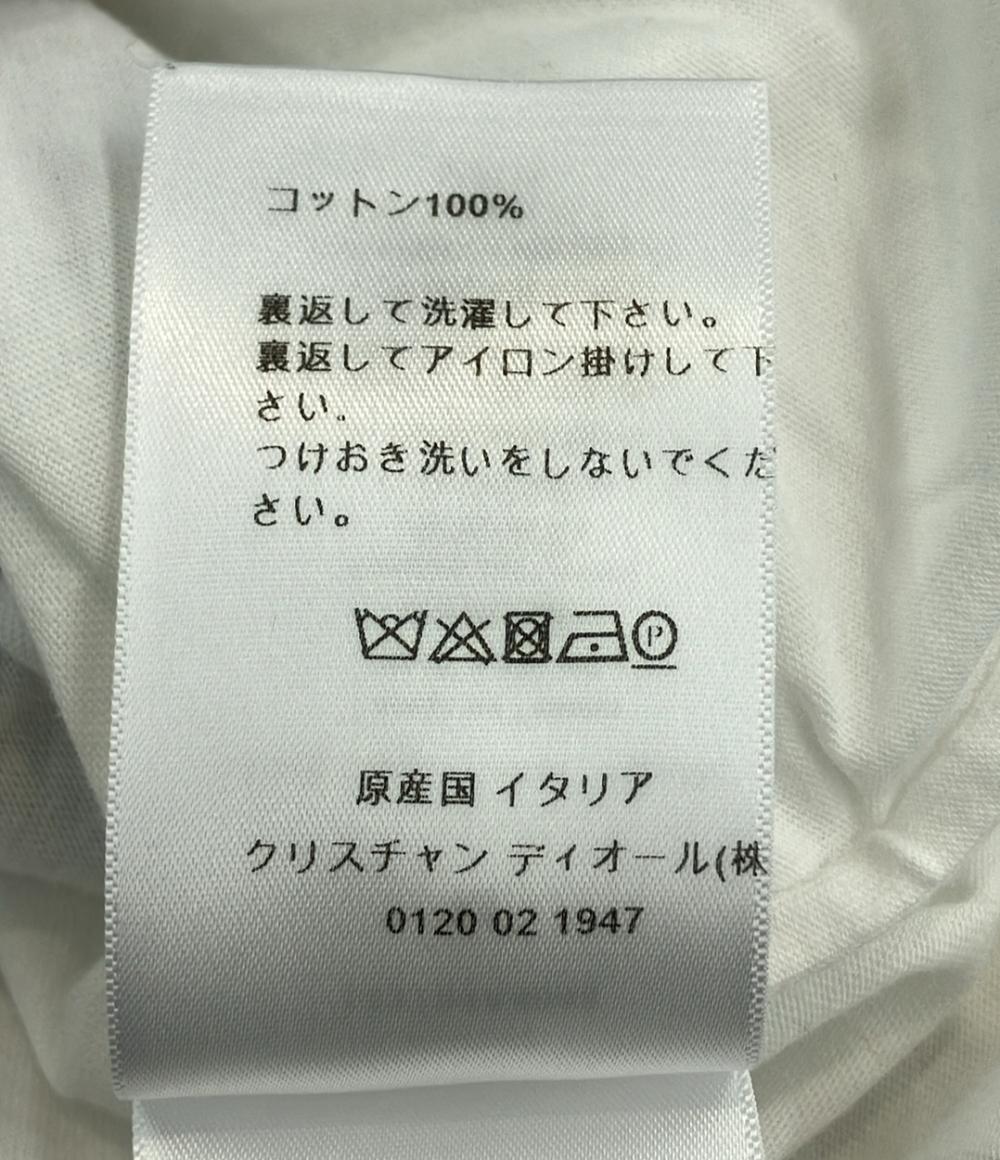 コットン100%
裏返して洗濯して下さい。
裏返してアイロン掛けして下
さい。
つけおき洗いをしないでくだ
さい。
P
原産国 イタリア
クリスチャン ディオール(株
0120 02 1947